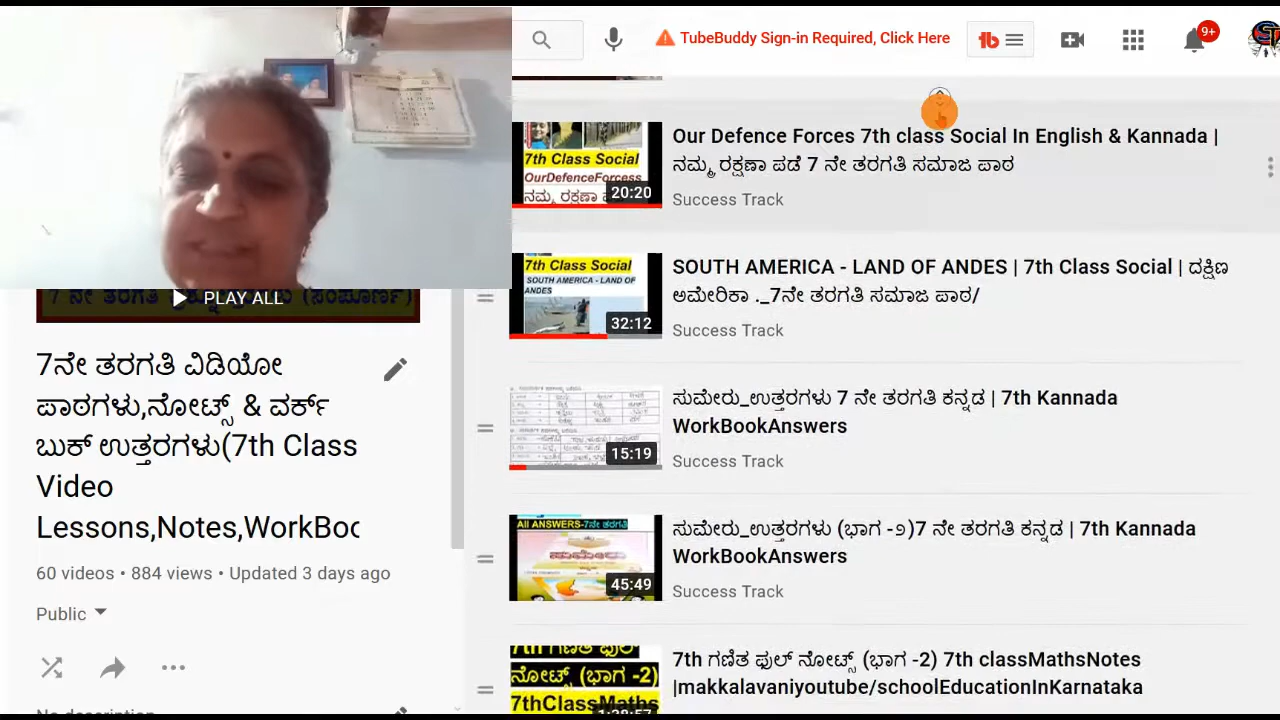 TubeBuddy Sign-in Required, Click Here
9+
7th Class Social
OurDefenceForcess
20:20
Our Defence Forces 7th class Social In English & Kannada |
ನಮ್ಮ ರಕ್ಷಣಾ ಪಡೆ 7 ನೇ ತರಗತಿ ಸಮಾಜ ಪಾಠ
Success Track
7th Class Social
SOUTH AMERICA - LAND OF
ANDES
32:12
SOUTH AMERICA - LAND OF ANDES | 7th Class Social | ದಕ್ಷಿಣ
ಅಮೇರಿಕಾ ._7ನೇ ತರಗತಿ ಸಮಾಜ ಪಾಠ/
Success Track
PLAY ALL
7ನೇ ತರಗತಿ ವಿಡಿಯೋ
ಪಾಠಗಳು,ನೋಟ್ಸ್ & ವರ್ಕ್
ಬುಕ್ ಉತ್ತರಗಳು(7th Class
Video
Lessons,Notes,WorkBoo
60 videos • 884 views • Updated 3 days ago
Public
15:19
ಸುಮೇರು_ಉತ್ತರಗಳು 7 ನೇ ತರಗತಿ ಕನ್ನಡ | 7th Kannada
WorkBookAnswers
Success Track
All ANSWERS-7ನೇ ತರಗತಿ
45:49
ಸುಮೇರು_ಉತ್ತರಗಳು (ಭಾಗ -೨)7 ನೇ ತರಗತಿ ಕನ್ನಡ | 7th Kannada
WorkBookAnswers
Success Track
ನೋಟ್ಸ್ (ಭಾಗ -2)
7thClassMaths
7th ಗಣಿತ ಫುಲ್ ನೋಟ್ಸ್ (ಭಾಗ -2) 7th classMathsNotes
|makkalavaniyoutube/schoolEducationInKarnataka